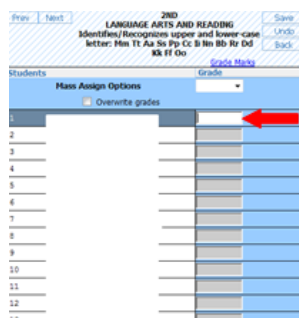 Prev Next 2ND Save
LANGUAGE ARTS AND READING
Identifies/Recognizes upper and lower-case Undo
letter: Mm Tt Aa Ss Pp Cc Ii Nn Bb Rr Dd Back
Kk Ff Oo
Grade Marks
Students Grade
Mass Assign Options
Overwrite grades
1
2
3
4
5
6
7
8
9
10
11
12